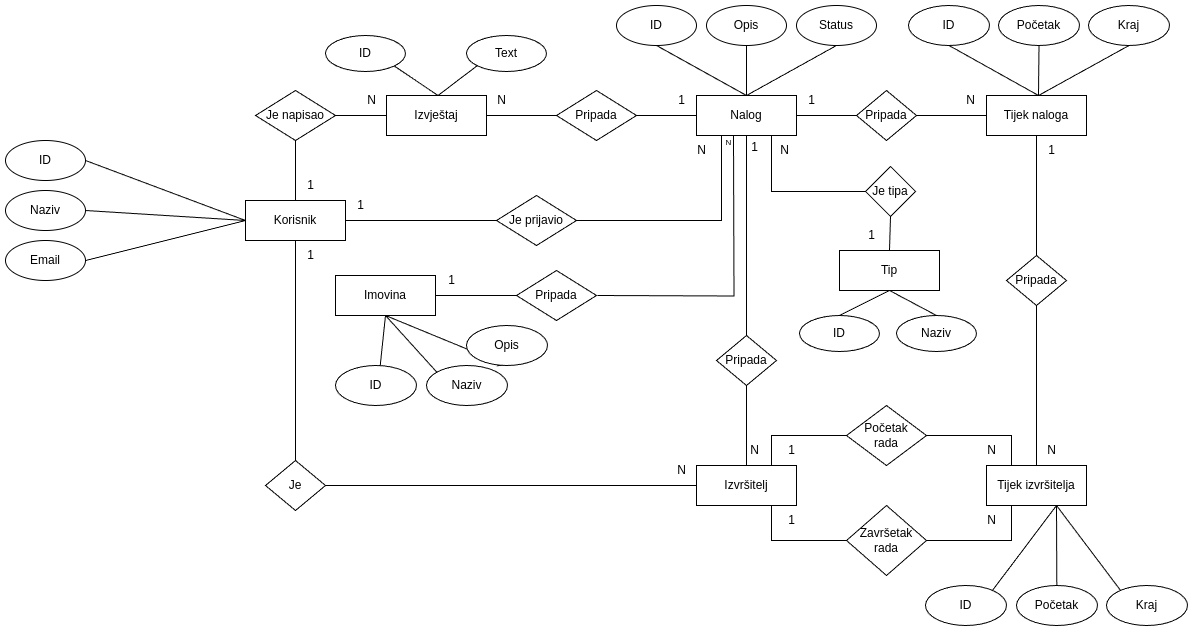 ID
Opis
Status
ID
Početak
Kraj
ID
Text
Je napisao
N
Izvještaj
N
Pripada
1
Nalog
1
Pripada
N
Tijek naloga
N
N
1
N
1
ID
1
Je tipa
Naziv
Korisnik
1
Je prijavio
Email
1
1
Tip
Imovina
1
Pripada
Pripada
ID
Naziv
Opis
Pripada
ID
Naziv
Početak
rada
N
1
N
N
N
Je
Izvršitelj
Tijek izvršitelja
1
N
Završetak
rada
ID
Početak
Kraj